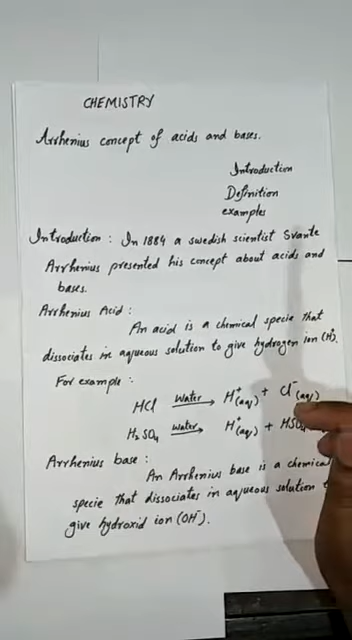 CHEMISTRY
Arrhenius concept of acids and bases.
Introduction
Definition
examples
Introduction : In 1884 a swedish scientist Svante
Arrhenius presented his concept about acids and
bases.
Arrhenius Acid :
An acid is a chemical specie that
dissociates in aqueous solution to give hydrogen ion (H⁺).
For example :
HCl water→ H⁺(aq) + Cl⁻(aq)
H₂SO₄ water→ H⁺(aq) + HSO₄
Arrhenius base :
An Arrhenius base is a chemical
specie that dissociates in aqueous solution
give hydroxid ion (OH⁻).